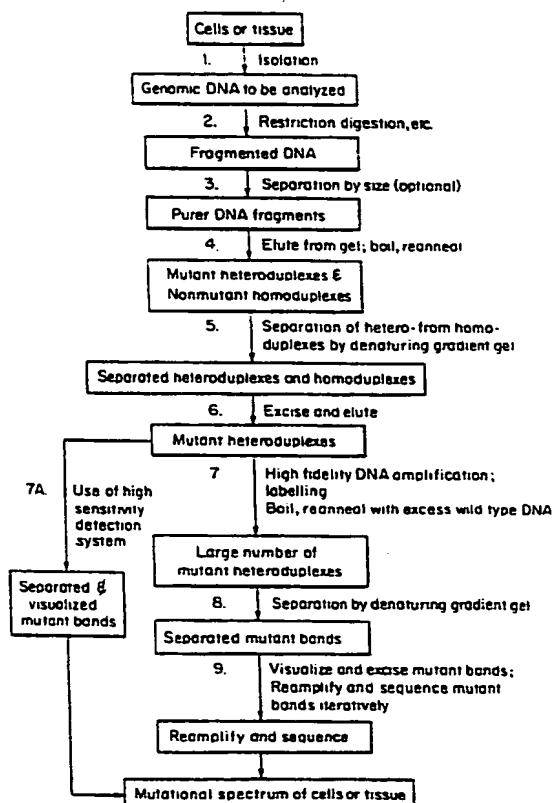 Cells or tissue
1. Isolation
Genomic DNA to be analyzed
2. Restriction digestion, etc.
Fragmented DNA
3. Separation by size (optional)
Purer DNA fragments
4. Elute from gel; boil, reanneal
Mutant heteroduplexes &
Nonmutant homoduplexes
5. Separation of hetero- from homo-
duplexes by denaturing gradient gel
Separated heteroduplexes and homoduplexes
6. Excise and elute
Mutant heteroduplexes
7A. Use of high
sensitivity
detection
system
7 High fidelity DNA amplification;
labelling
Boil, reanneal with excess wild type DNA
Large number of
mutant heteroduplexes
Separated &
visualized
mutant bands
8. Separation by denaturing gradient gel
Separated mutant bands
9. Visualize and excise mutant bands;
Reamplify and sequence mutant
bands iteratively
Reamplify and sequence
Mutational spectrum of cells or tissue